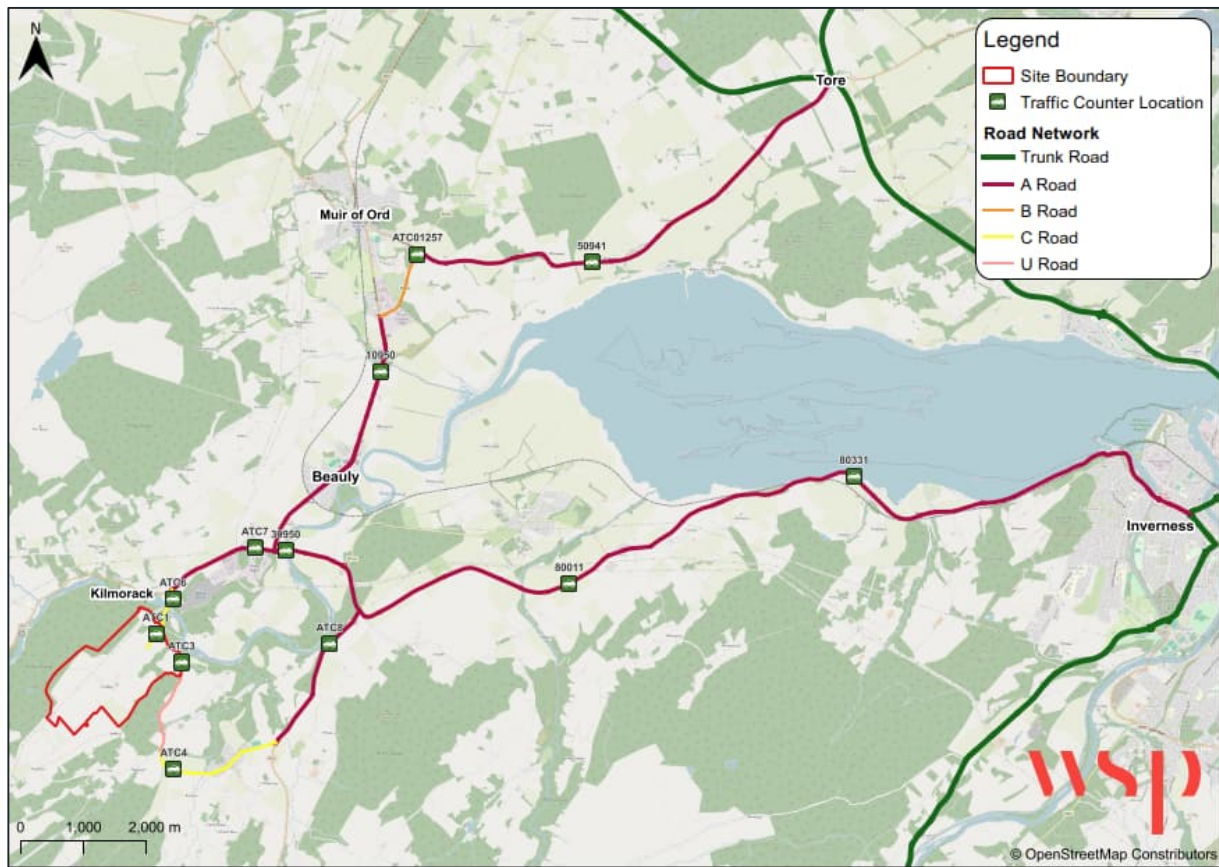 N
Legend
Site Boundary
Traffic Counter Location
Road Network
Trunk Road
A Road
B Road
C Road
U Road
Tore
Muir of Ord
ATC01257
50941
10950
Beauly
80331
ATC7
Inverness
80011
Kilmorack
ATC6
ATC1
ATC8
ATC3
ATC4
wsp
0 1,000 2,000 m
© OpenStreetMap Constributors